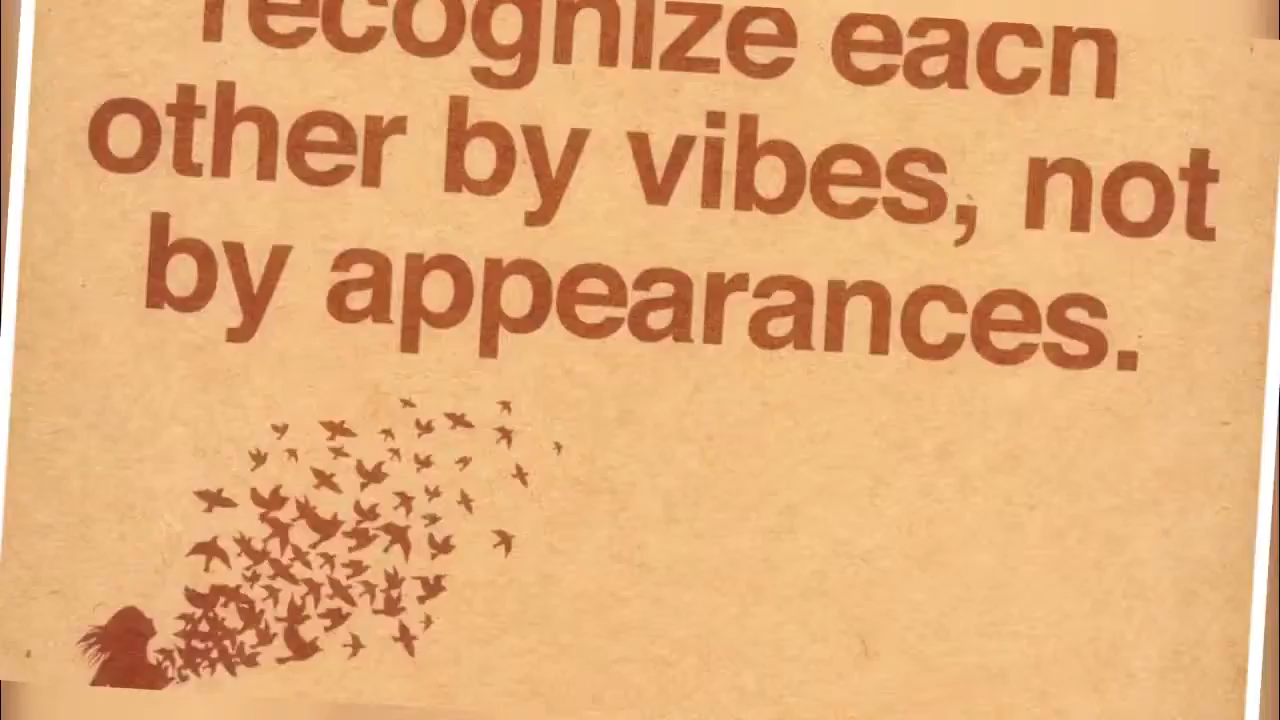 recognize each
other by vibes, not
by appearances.